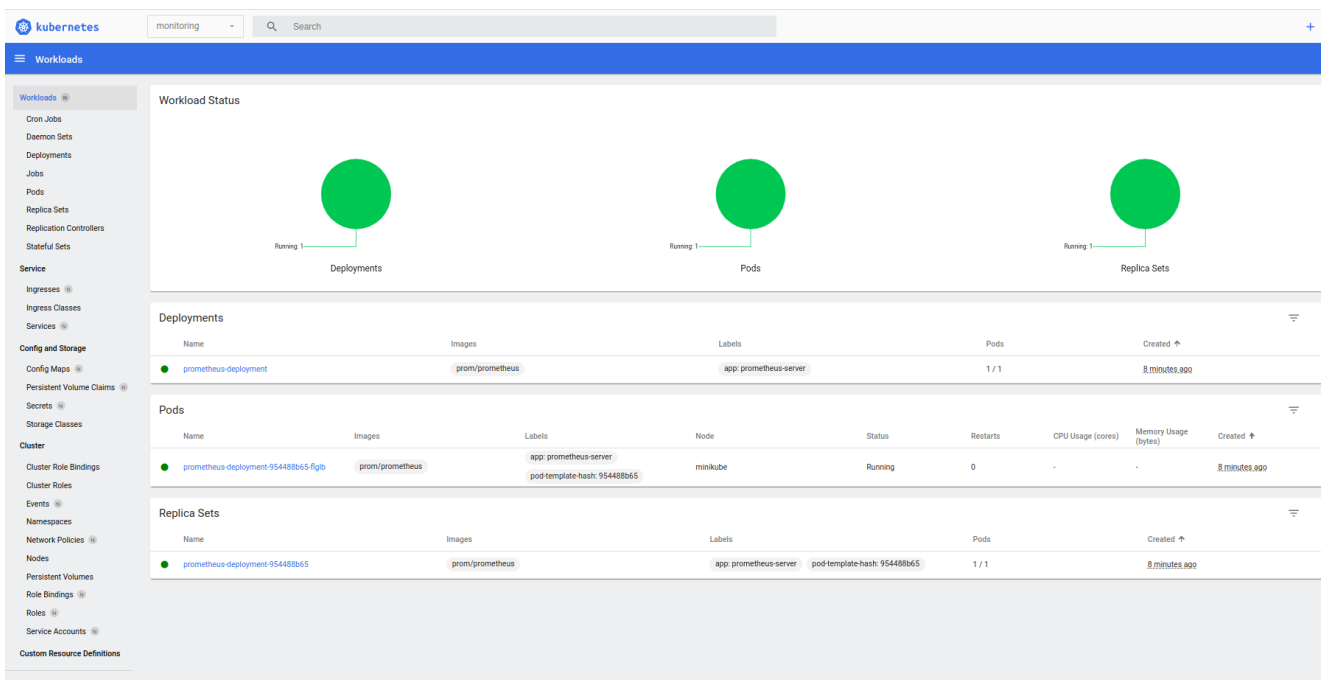 kubernetes
monitoring
Search
+
Workloads
Workloads N
Cron Jobs
Daemon Sets
Deployments
Jobs
Pods
Replica Sets
Replication Controllers
Stateful Sets
Service
Ingresses N
Ingress Classes
Services N
Config and Storage
Config Maps N
Persistent Volume Claims N
Secrets N
Storage Classes
Cluster
Cluster Role Bindings
Cluster Roles
Events N
Namespaces
Network Policies N
Nodes
Persistent Volumes
Role Bindings N
Roles N
Service Accounts N
Custom Resource Definitions
Workload Status
Running: 1
Deployments
Running: 1
Pods
Running: 1
Replica Sets
Deployments
Name Images Labels Pods Created ↑
prometheus-deployment prom/prometheus app: prometheus-server 1 / 1 8 minutes ago
Pods
Name Images Labels Node Status Restarts CPU Usage (cores) Memory Usage (bytes) Created ↑
prometheus-deployment-954488b65-flglb prom/prometheus app: prometheus-server pod-template-hash: 954488b65 minikube Running 0 - - 8 minutes ago
Replica Sets
Name Images Labels Pods Created ↑
prometheus-deployment-954488b65 prom/prometheus app: prometheus-server pod-template-hash: 954488b65 1 / 1 8 minutes ago